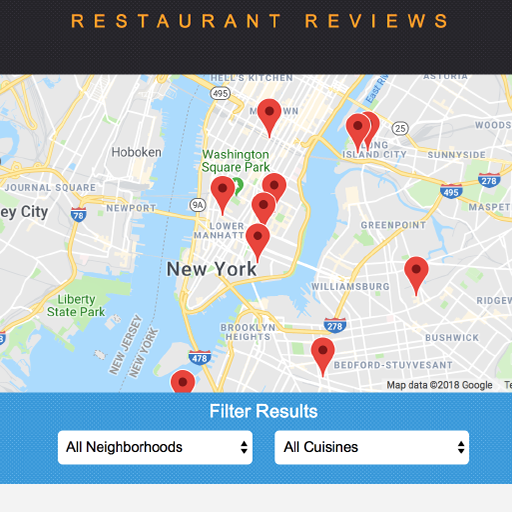 RESTAURANT REVIEWS
HELL'S KITCHEN
ASTORIA
495
East River
MIDTOWN
25
WOODS
Hoboken
Washington
Square Park
LONG
ISLAND CITY
SUNNYSIDE
JOURNAL SQUARE
278
495
NEWPORT
9A
MASPET
ey City
78
LOWER
MANHATTAN
GREENPOINT
New York
WILLIAMSBURG
Liberty
State Park
RIDGEW
NEW JERSEY
NEW YORK
BROOKLYN
HEIGHTS
278
BUSHWICK
478
BEDFORD-STUYVESANT
Map data ©2018 Google
Te
Filter Results
All Neighborhoods
All Cuisines